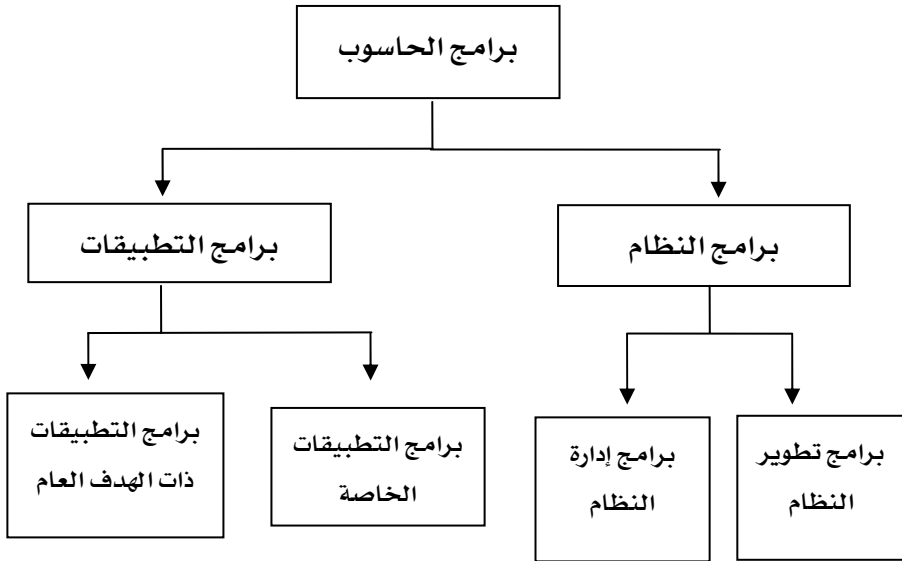 برامج الحاسوب
برامج النظام
برامج التطبيقات
برامج تطوير
النظام
برامج إدارة
النظام
برامج التطبيقات
الخاصة
برامج التطبيقات
ذات الهدف العام